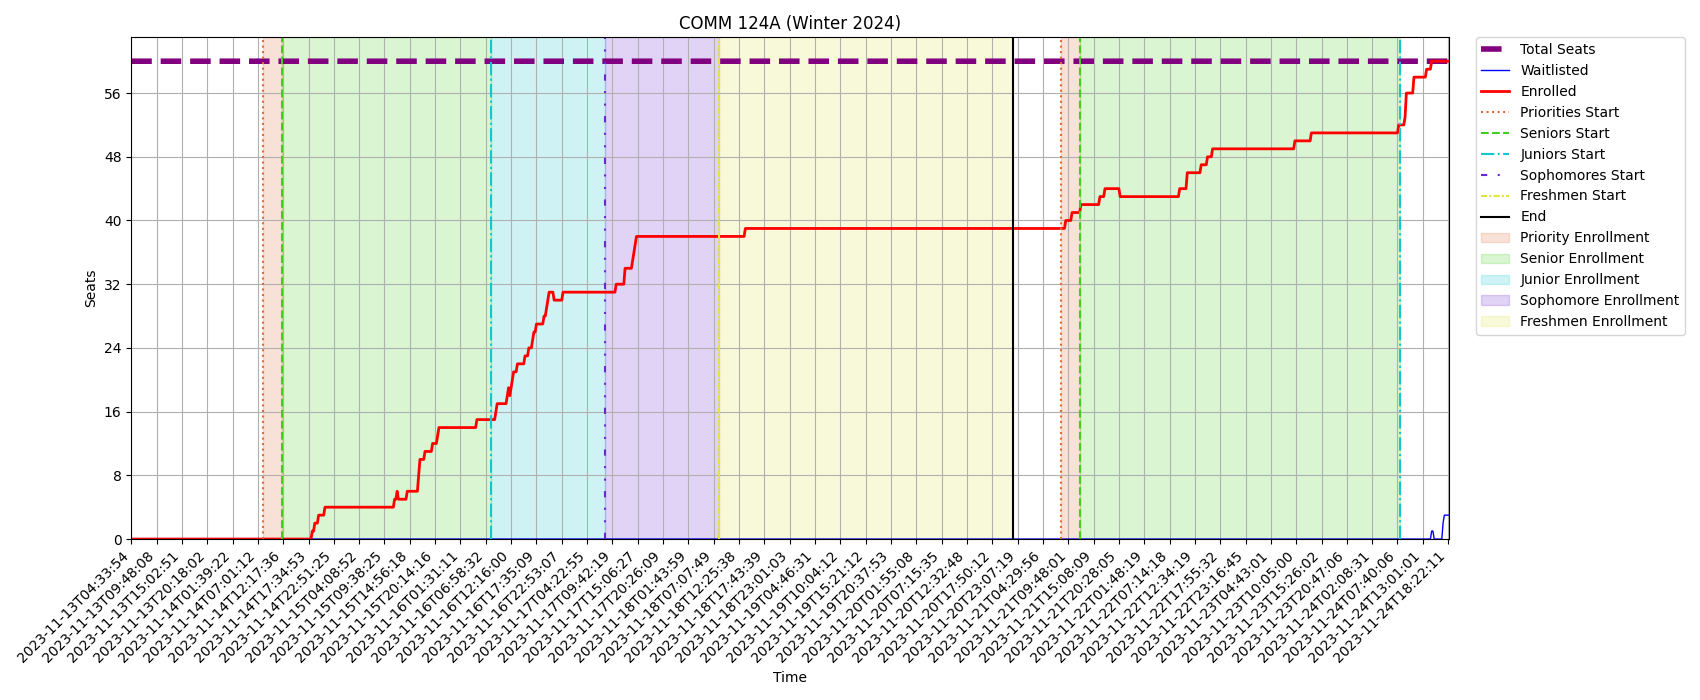 COMM 124A (Winter 2024)
Total Seats
Waitlisted
Enrolled
Priorities Start
Seniors Start
Juniors Start
Sophomores Start
Freshmen Start
End
Priority Enrollment
Senior Enrollment
Junior Enrollment
Sophomore Enrollment
Freshmen Enrollment
Seats
56
48
40
32
24
16
8
0
2023-11-13T04:33:54
2023-11-13T09:48:08
2023-11-13T15:02:51
2023-11-13T20:18:02
2023-11-14T01:39:22
2023-11-14T07:01:12
2023-11-14T12:17:36
2023-11-14T17:34:53
2023-11-14T22:51:25
2023-11-15T04:08:52
2023-11-15T09:38:25
2023-11-15T14:56:18
2023-11-15T20:14:16
2023-11-16T01:31:11
2023-11-16T06:58:32
2023-11-16T12:16:00
2023-11-16T17:35:09
2023-11-16T22:53:07
2023-11-17T04:22:55
2023-11-17T09:42:19
2023-11-17T15:06:27
2023-11-17T20:26:09
2023-11-18T01:43:59
2023-11-18T07:07:49
2023-11-18T12:25:38
2023-11-18T17:43:39
2023-11-18T23:01:03
2023-11-19T04:46:31
2023-11-19T10:04:12
2023-11-19T15:21:12
2023-11-19T20:37:53
2023-11-20T01:55:08
2023-11-20T07:15:35
2023-11-20T12:32:48
2023-11-20T17:50:12
2023-11-20T23:07:19
2023-11-21T04:29:56
2023-11-21T09:48:01
2023-11-21T15:08:09
2023-11-21T20:28:05
2023-11-22T01:48:19
2023-11-22T07:14:18
2023-11-22T12:34:19
2023-11-22T17:55:32
2023-11-22T23:16:45
2023-11-23T04:43:01
2023-11-23T10:05:00
2023-11-23T15:26:02
2023-11-23T20:47:06
2023-11-24T02:08:31
2023-11-24T07:40:06
2023-11-24T13:01:01
2023-11-24T18:22:11
Time